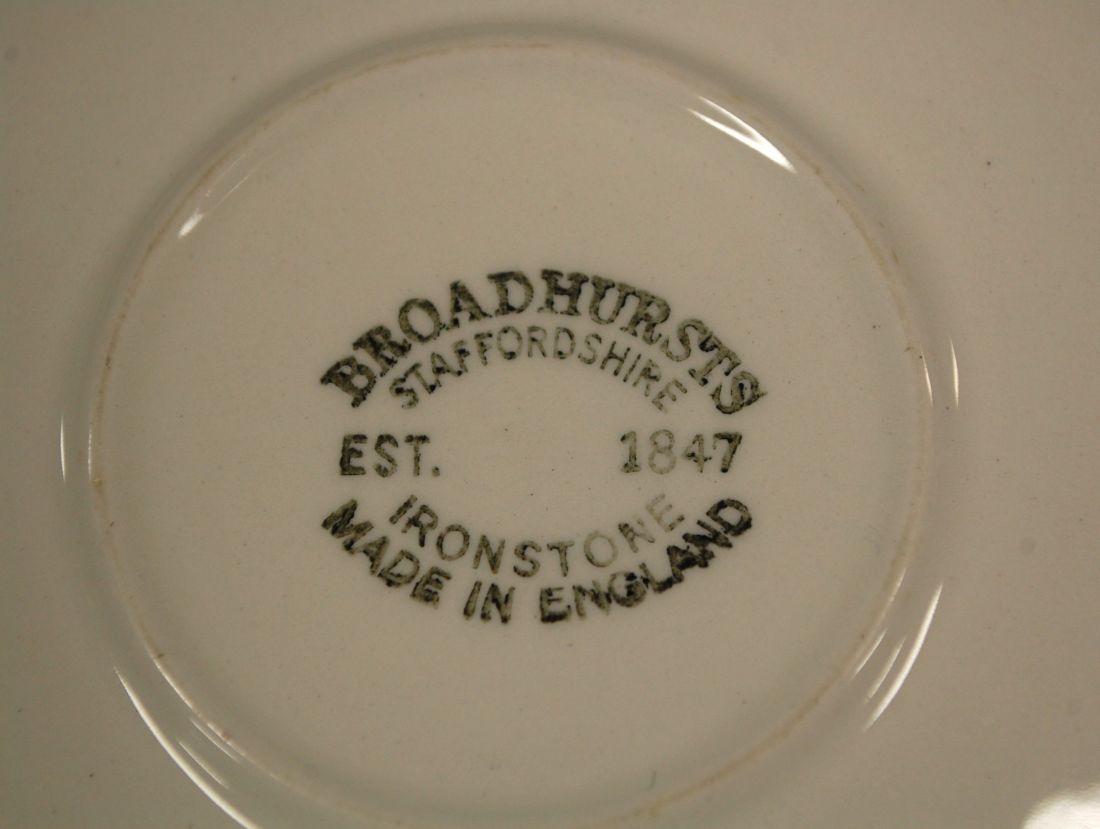 BROADHURSTS
STAFFORDSHIRE
EST. 1847
IRONSTONE
MADE IN ENGLAND